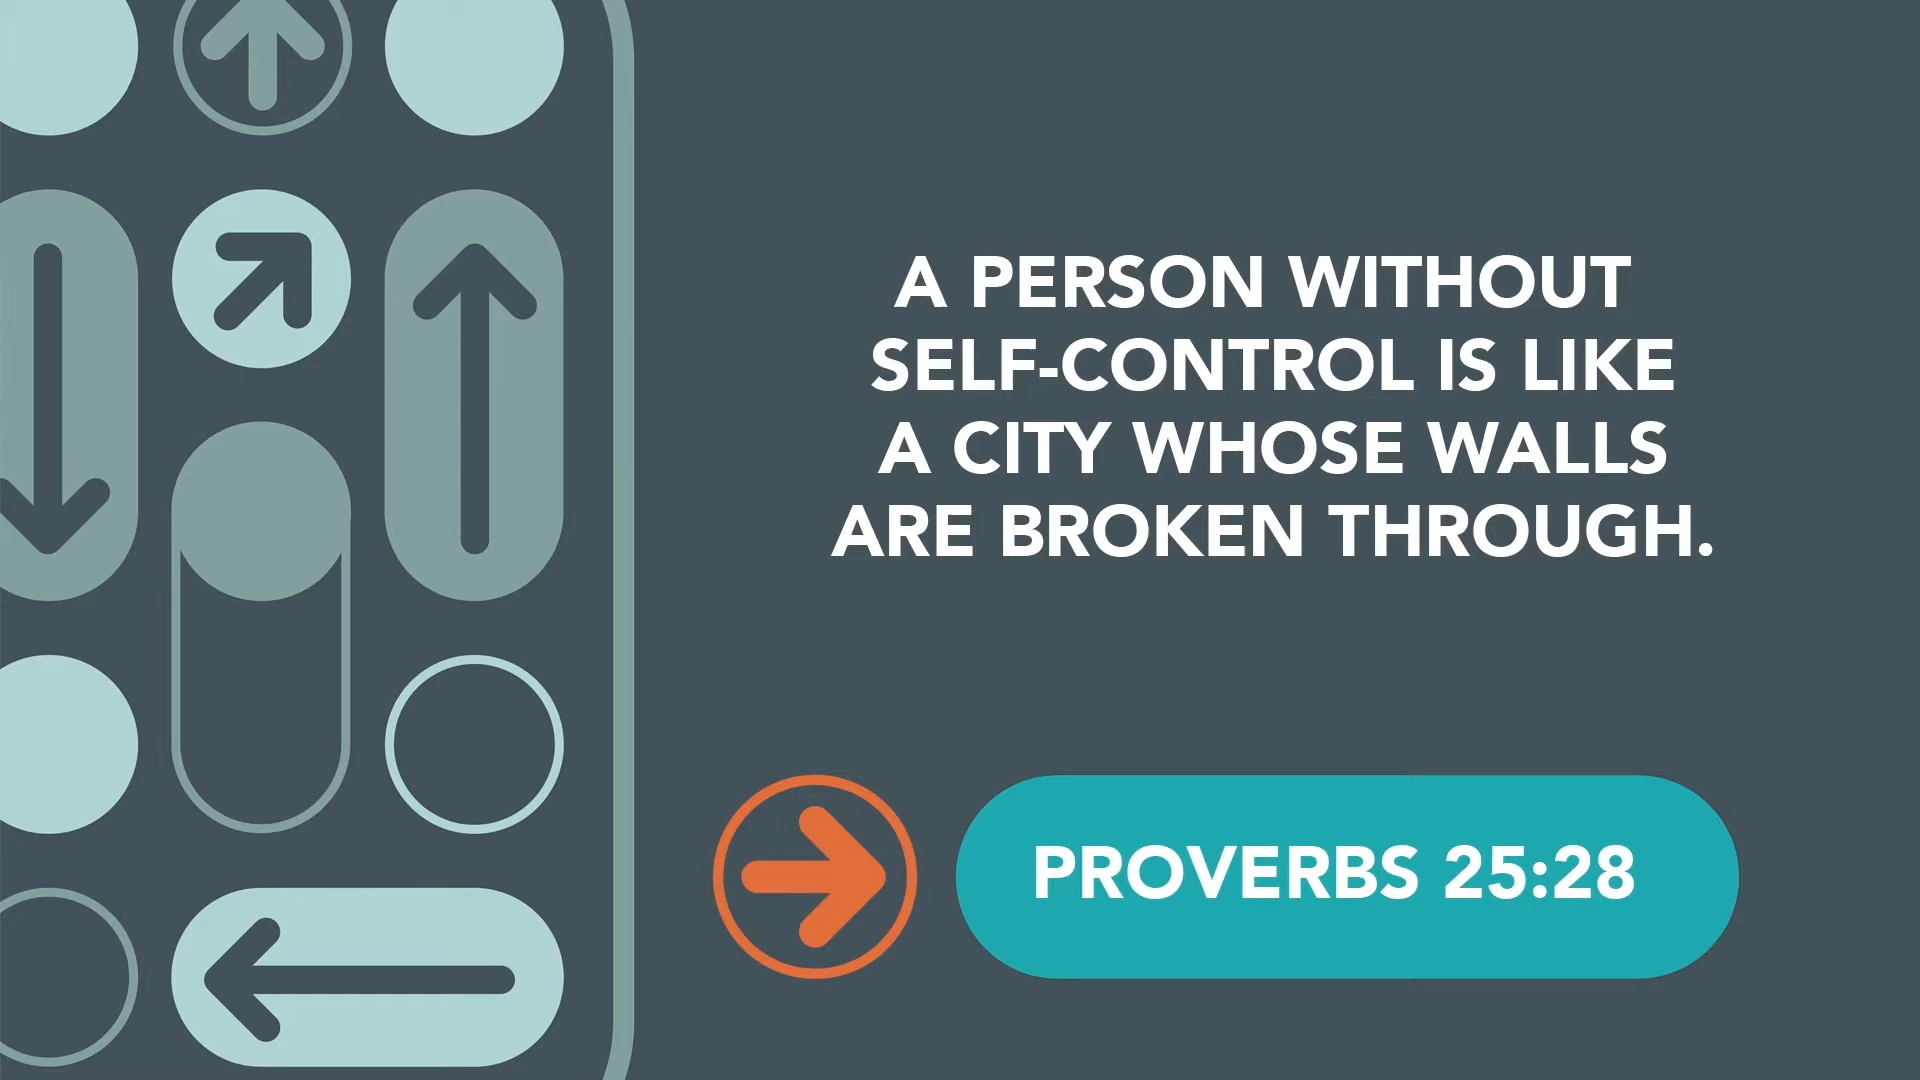 A PERSON WITHOUT
SELF-CONTROL IS LIKE
A CITY WHOSE WALLS
ARE BROKEN THROUGH.
PROVERBS 25:28